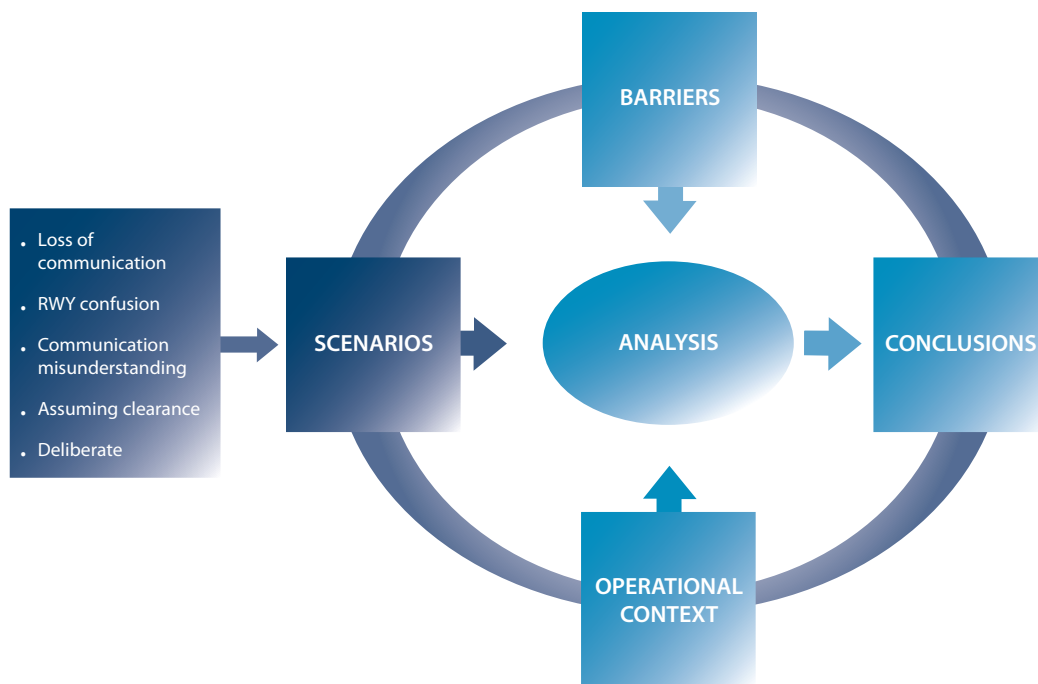 BARRIERS
• Loss of
communication
• RWY confusion
• Communication
misunderstanding
• Assuming clearance
• Deliberate
SCENARIOS
ANALYSIS
CONCLUSIONS
OPERATIONAL
CONTEXT